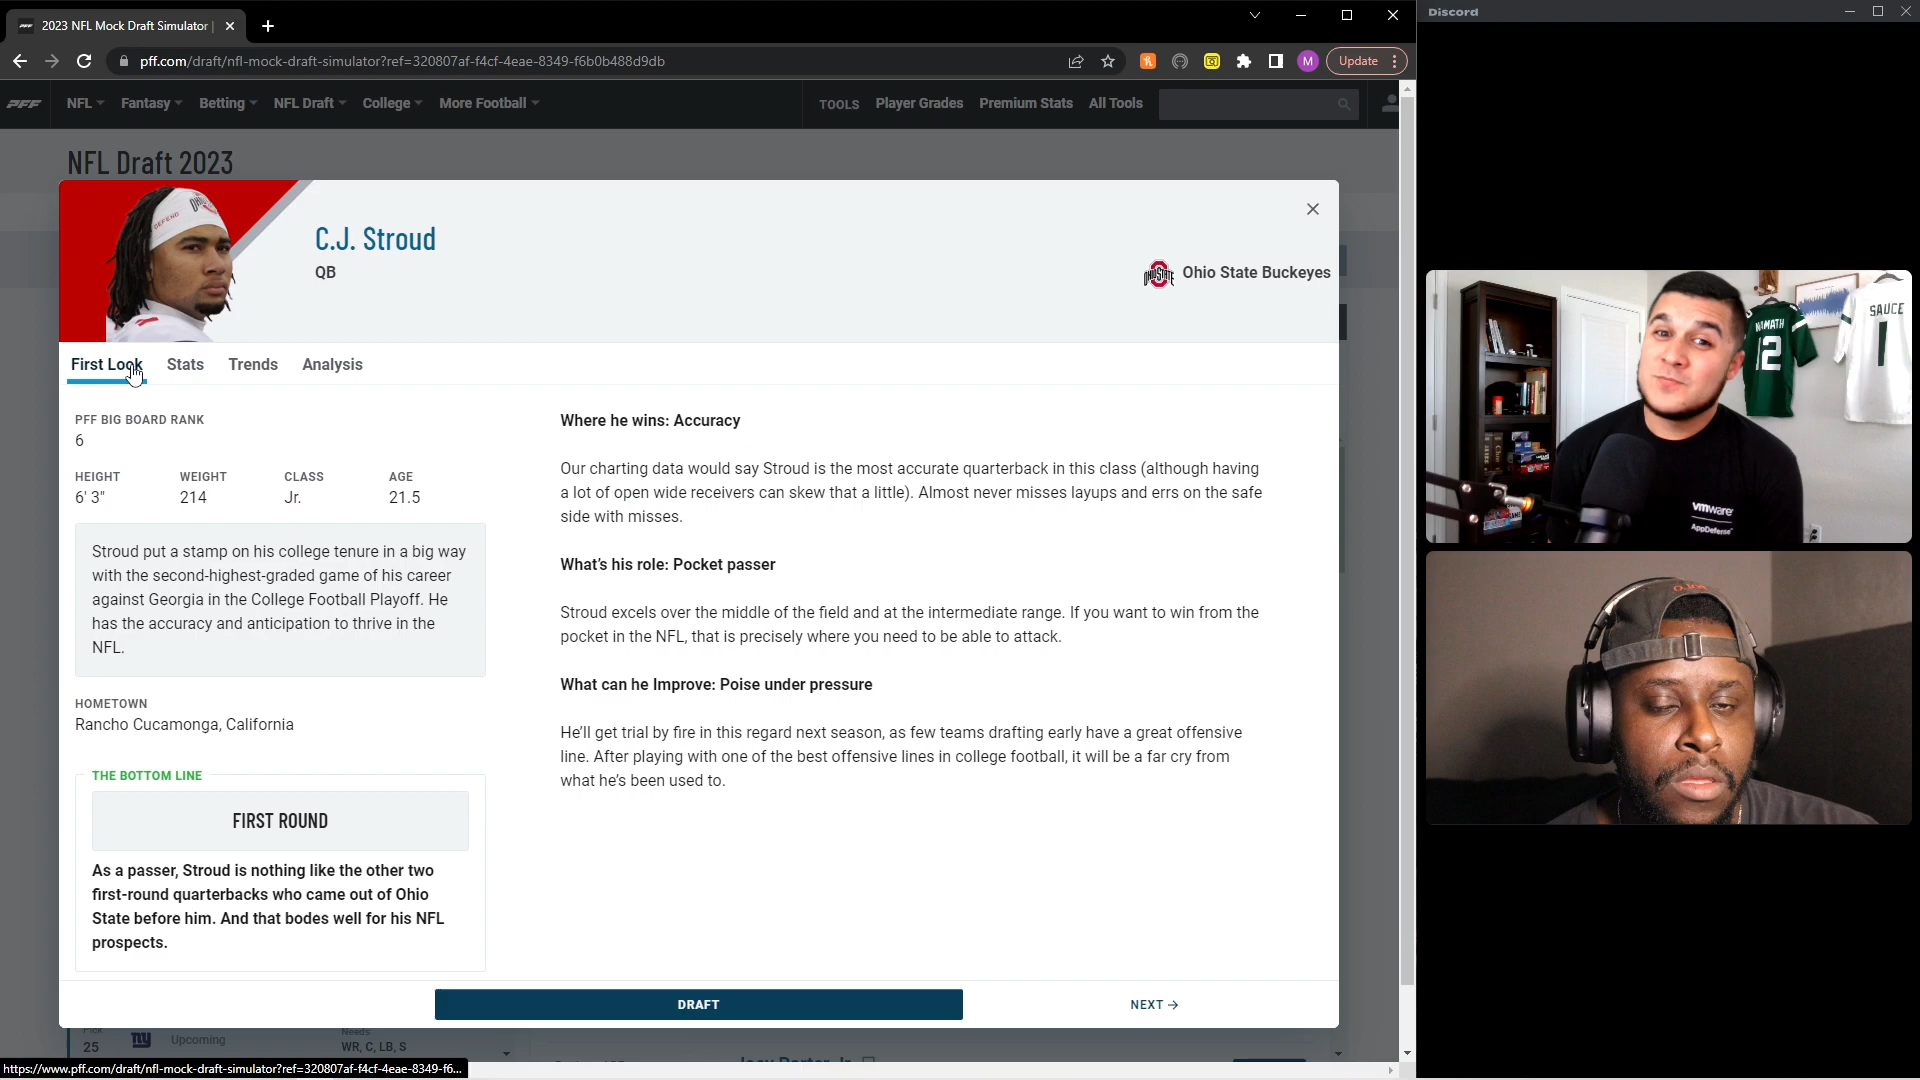 2023 NFL Mock Draft Simulator |
Discord
pff.com/draft/nfl-mock-draft-simulator?ref=320807af-f4cf-4eae-8349-f6b0b488d9db
M
Update
PFF
NFL
Fantasy
Betting
NFL Draft
College
More Football
TOOLS
Player Grades
Premium Stats
All Tools
NFL Draft 2023
DEFEND
C.J. Stroud
QB
OHIO STATE
Ohio State Buckeyes
First Look
Stats
Trends
Analysis
PFF BIG BOARD RANK
6
HEIGHT WEIGHT CLASS AGE
6' 3" 214 Jr. 21.5
Stroud put a stamp on his college tenure in a big way
with the second-highest-graded game of his career
against Georgia in the College Football Playoff. He
has the accuracy and anticipation to thrive in the
NFL.
HOMETOWN
Rancho Cucamonga, California
THE BOTTOM LINE
FIRST ROUND
As a passer, Stroud is nothing like the other two
first-round quarterbacks who came out of Ohio
State before him. And that bodes well for his NFL
prospects.
Where he wins: Accuracy
Our charting data would say Stroud is the most accurate quarterback in this class (although having
a lot of open wide receivers can skew that a little). Almost never misses layups and errs on the safe
side with misses.
What's his role: Pocket passer
Stroud excels over the middle of the field and at the intermediate range. If you want to win from the
pocket in the NFL, that is precisely where you need to be able to attack.
What can he Improve: Poise under pressure
He'll get trial by fire in this regard next season, as few teams drafting early have a great offensive
line. After playing with one of the best offensive lines in college football, it will be a far cry from
what he's been used to.
DRAFT
NEXT →
25
ny
Upcoming
Needs
WR, C, LB, S
Joey Porter Jr.
https://www.pff.com/draft/nfl-mock-draft-simulator?ref=320807af-f4cf-4eae-8349-f6...
NAMATH
12
SAUCE
1
vmware
AppDefense